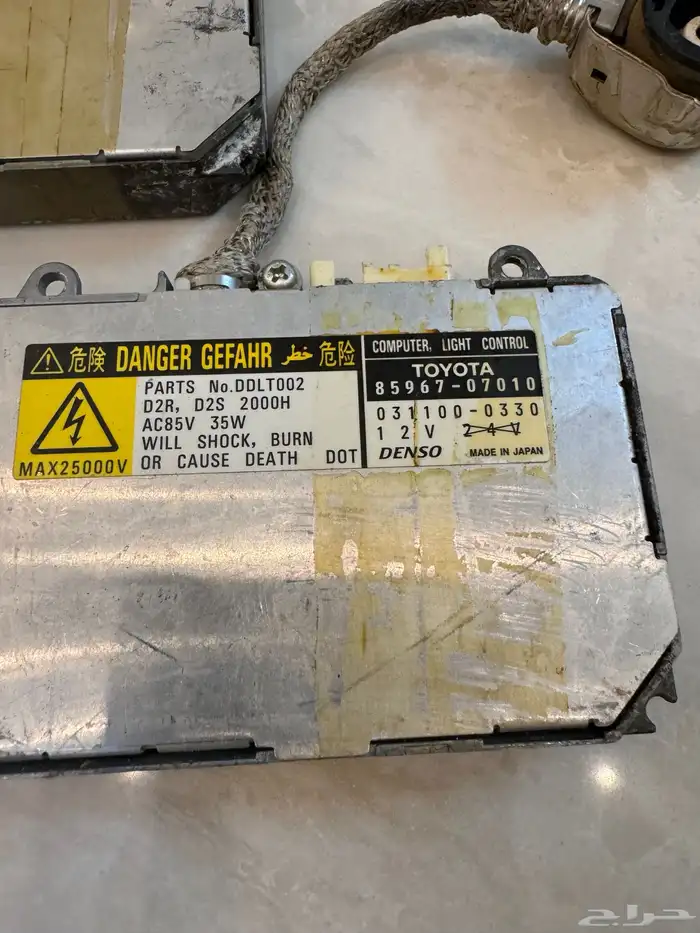 危険 DANGER GEFAHR خطر 危险
PARTS No.DDLT002
D2R, D2S 2000H
AC85V 35W
WILL SHOCK, BURN
OR CAUSE DEATH DOT
MAX25000V
COMPUTER, LIGHT CONTROL
TOYOTA
85967-07010
031100-0330
12V 24V
DENSO MADE IN JAPAN
حراج